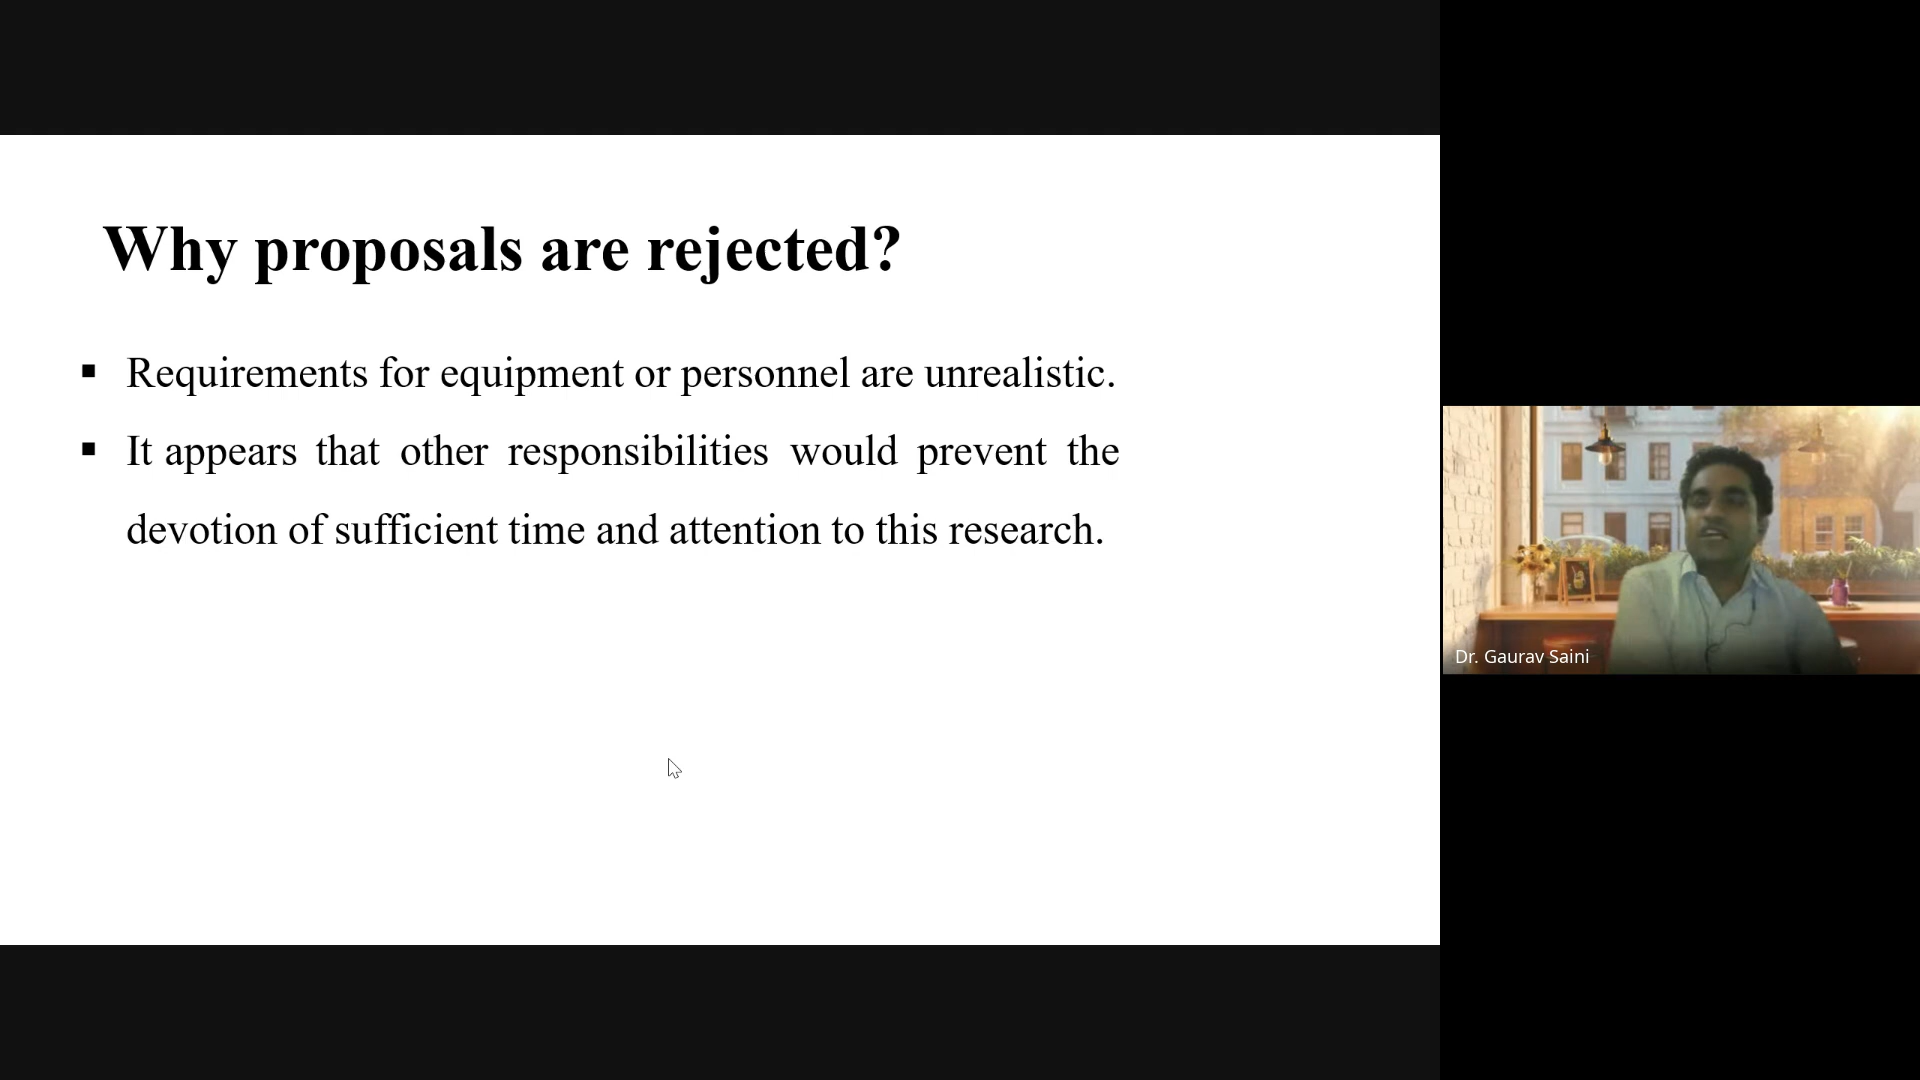 Why proposals are rejected?
▪ Requirements for equipment or personnel are unrealistic.
▪ It appears that other responsibilities would prevent the
devotion of sufficient time and attention to this research.
Dr. Gaurav Saini